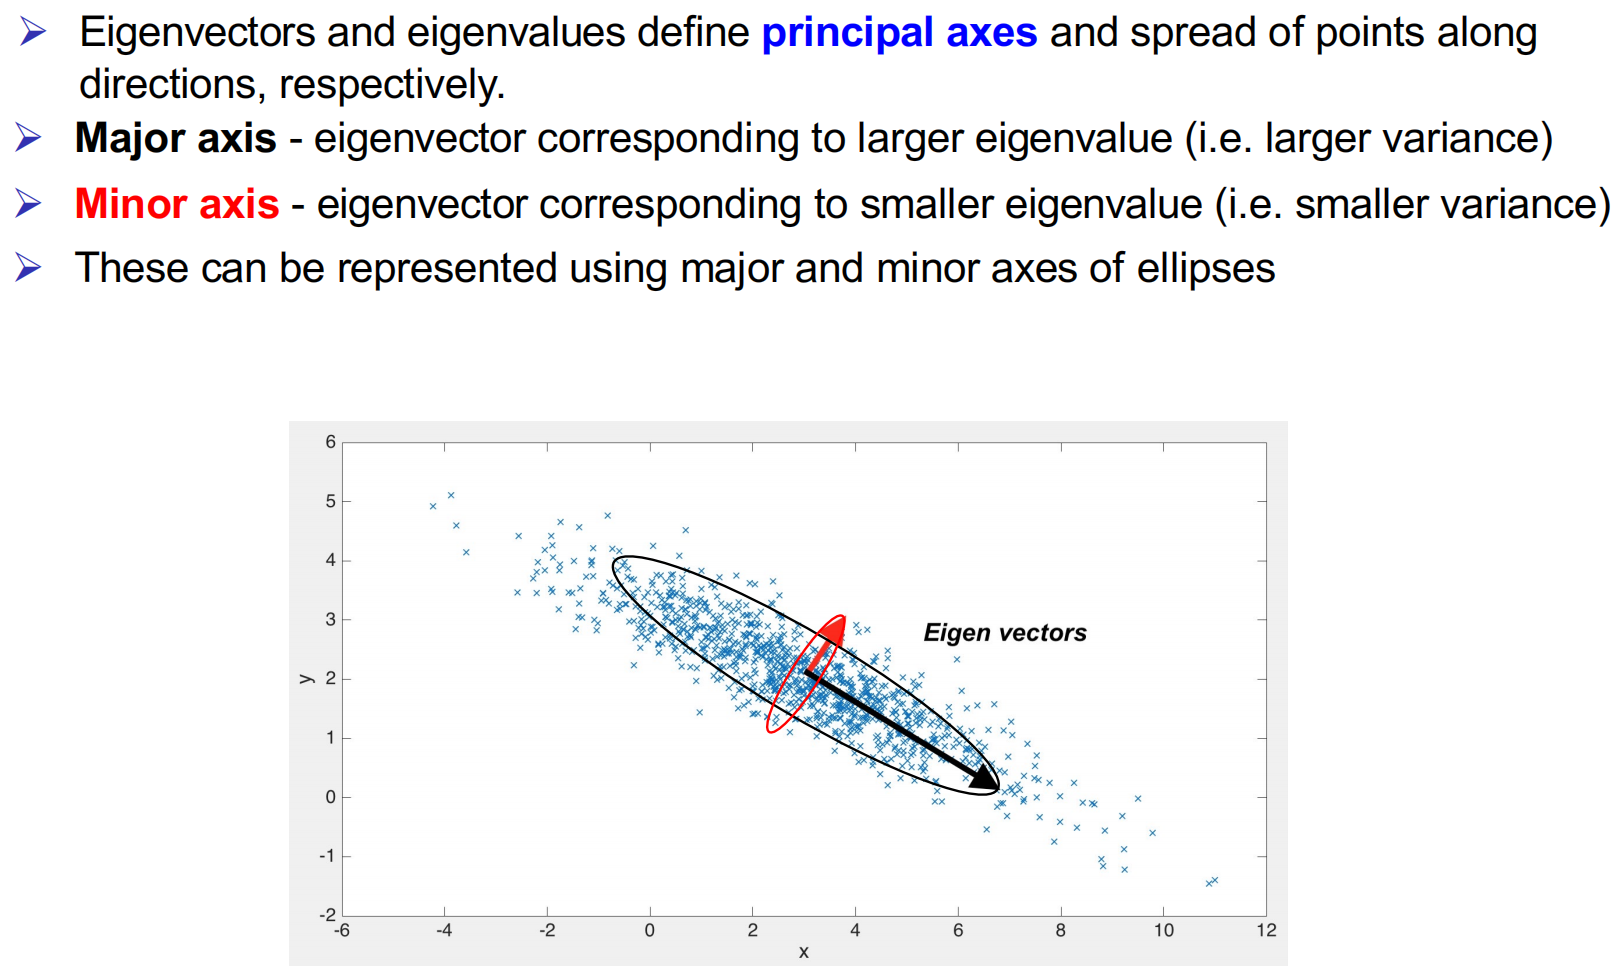 Eigenvectors and eigenvalues define principal axes and spread of points along
directions, respectively.
Major axis - eigenvector corresponding to larger eigenvalue (i.e. larger variance)
Minor axis - eigenvector corresponding to smaller eigenvalue (i.e. smaller variance)
These can be represented using major and minor axes of ellipses
6
5
4
3
2
1
0
-1
-2
y
Eigen vectors
-6 -4 -2 0 2 4 6 8 10 12
x